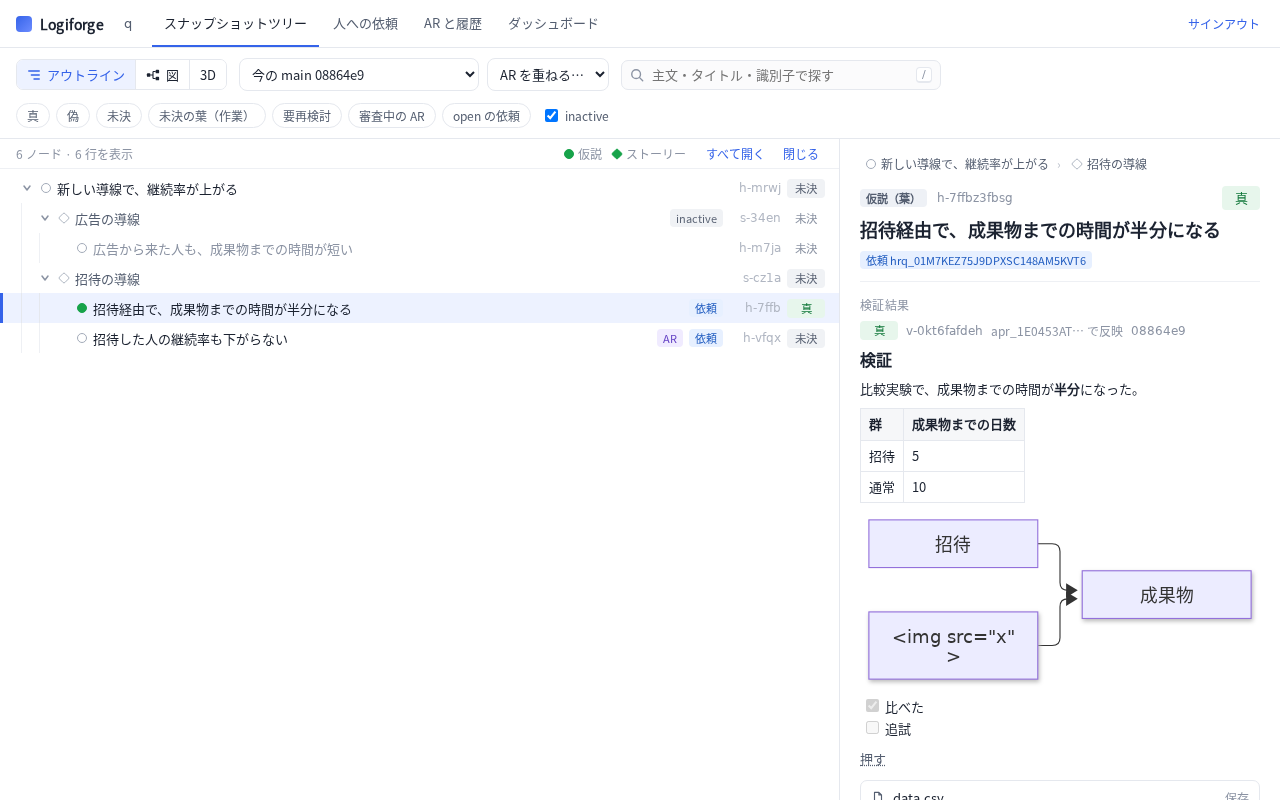 Logiforge q スナップショットツリー 人への依頼 AR と履歴 ダッシュボード サインアウト
アウトライン 図 3D 今の main 08864e9 AR を重ねる… 主文・タイトル・識別子で探す /
真 偽 未決 未決の葉（作業） 要再検討 審査中の AR open の依頼 inactive
6 ノード · 6 行を表示 仮説 ストーリー すべて開く 閉じる
新しい導線で、継続率が上がる h-mrwj 未決
広告の導線 inactive s-34en 未決
広告から来た人も、成果物までの時間が短い h-m7ja 未決
招待の導線 s-cz1a 未決
招待経由で、成果物までの時間が半分になる 依頼 h-7ffb 真
招待した人の継続率も下がらない AR 依頼 h-vfqx 未決
新しい導線で、継続率が上がる › 招待の導線
仮説（葉） h-7ffbz3fbsg 真
招待経由で、成果物までの時間が半分になる
依頼 hrq_01M7KEZ75J9DPXSC148AM5KVT6
検証結果
真 v-0kt6fafdeh apr_1E0453AT… で反映 08864e9
検証
比較実験で、成果物までの時間が半分になった。
群 成果物までの日数
招待 5
通常 10
招待
成果物
<img src="x"
>
比べた
追試
押す
data.csv 保存